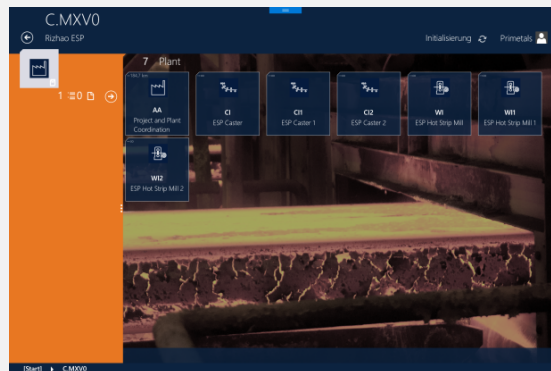 C.MXV0
Rizhao ESP
Initialisierung
Primetals
1
0
7 Plant
AA
Project and Plant
Coordination
CI
ESP Caster
CI1
ESP Caster 1
CI2
ESP Caster 2
WI
ESP Hot Strip Mill
WI1
ESP Hot Strip Mill 1
WI2
ESP Hot Strip Mill 2
[Start]
C.MXV0